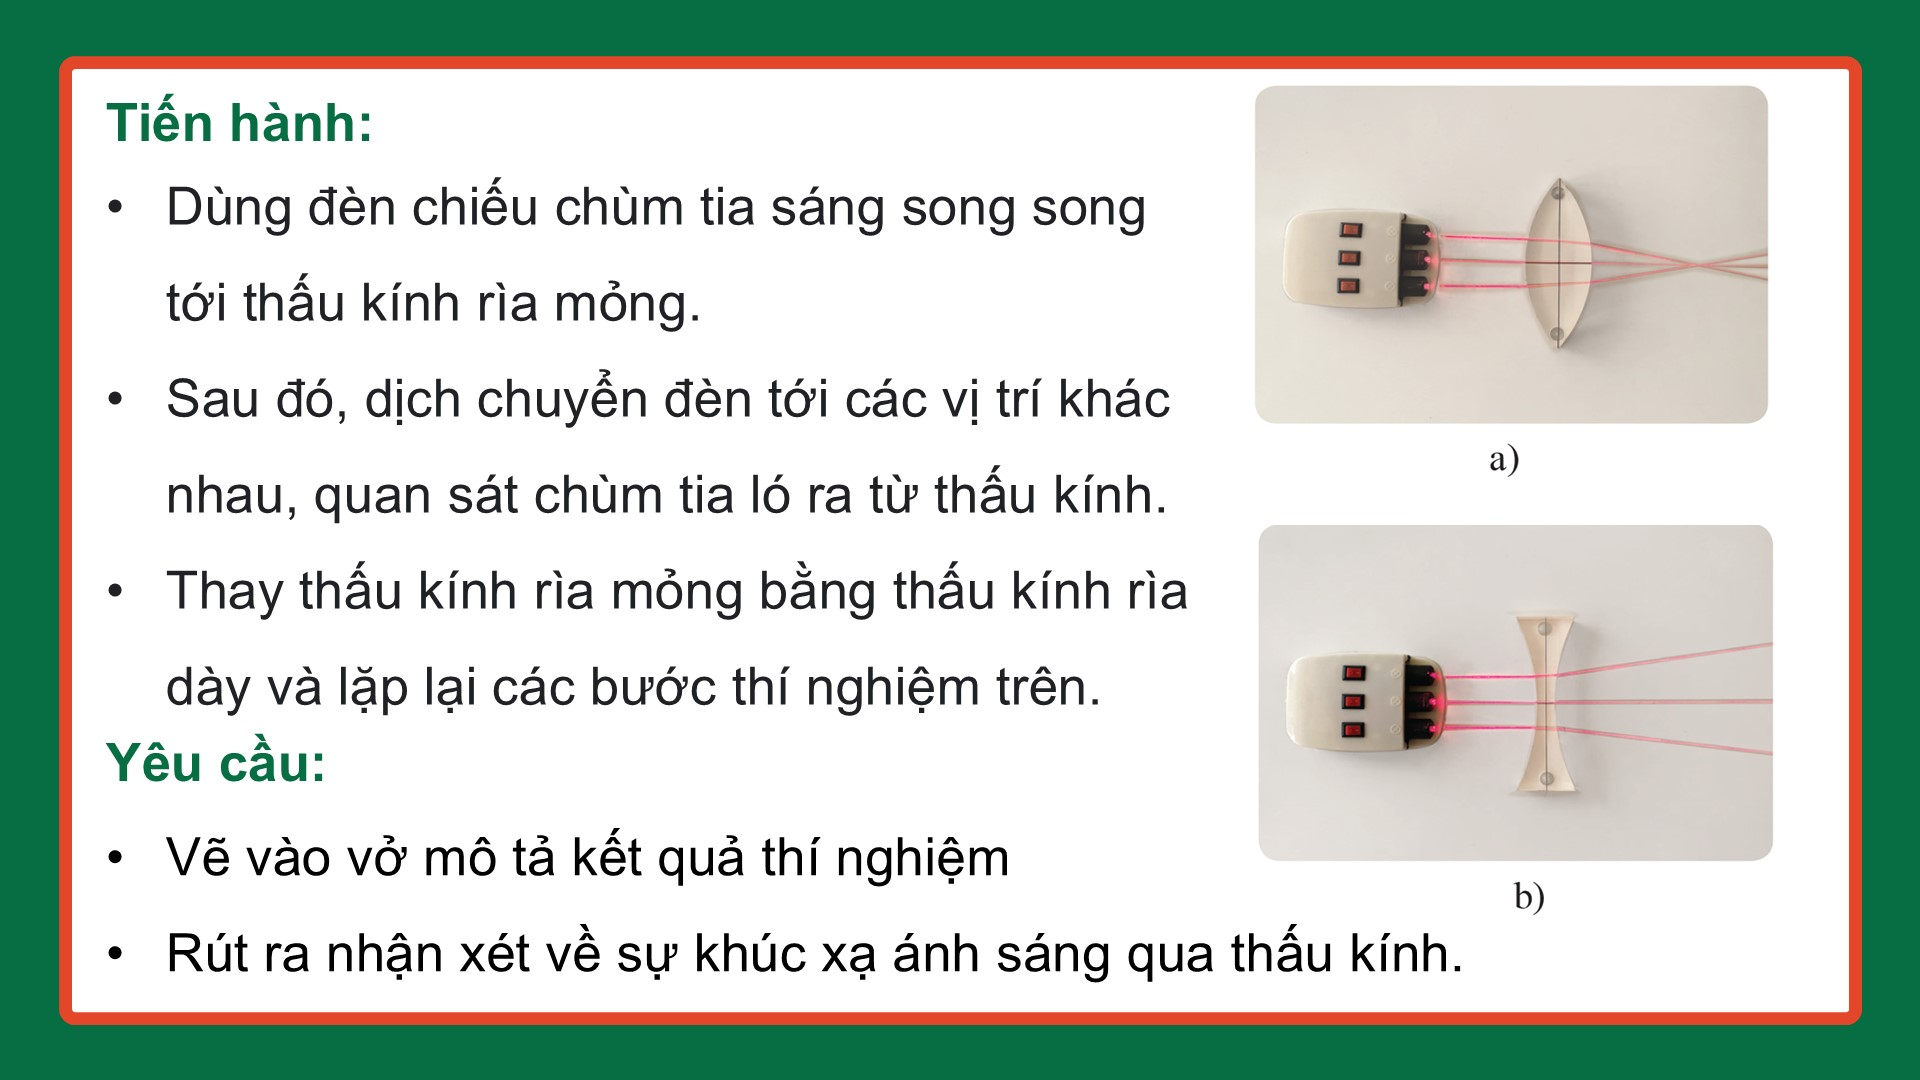 Tiến hành:
• Dùng đèn chiếu chùm tia sáng song song
tới thấu kính rìa mỏng.
• Sau đó, dịch chuyển đèn tới các vị trí khác
nhau, quan sát chùm tia ló ra từ thấu kính.
• Thay thấu kính rìa mỏng bằng thấu kính rìa
dày và lặp lại các bước thí nghiệm trên.
Yêu cầu:
• Vẽ vào vở mô tả kết quả thí nghiệm
• Rút ra nhận xét về sự khúc xạ ánh sáng qua thấu kính.
a)
b)